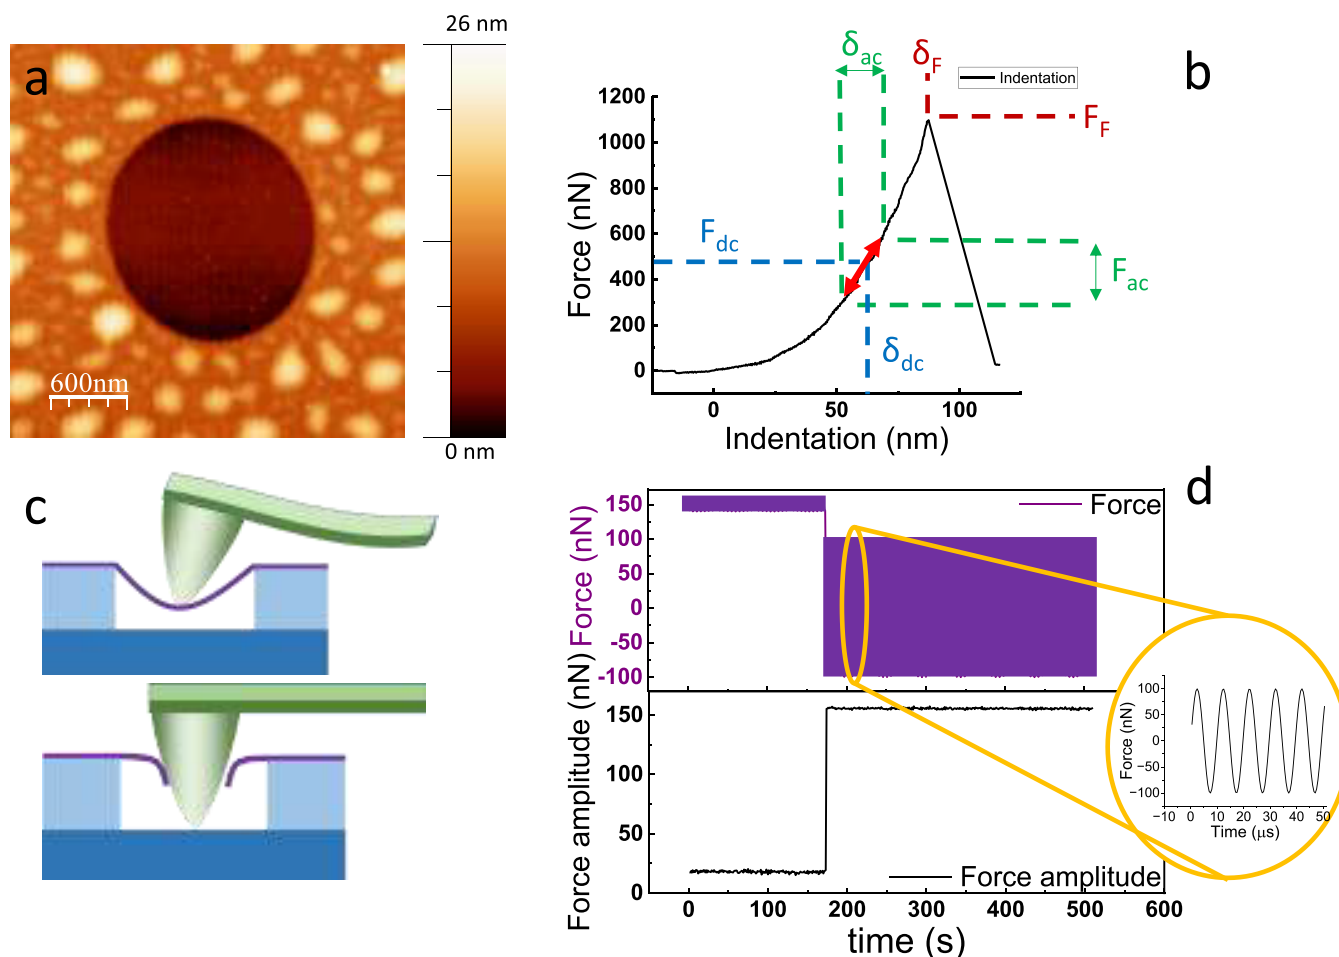 a
26 nm
0 nm
600nm
b
δac
δF
Indentation
FF
Fdc
Fac
δdc
1200
1000
800
600
400
200
0
Force (nN)
0
50
100
Indentation (nm)
c
d
Force
150
100
50
0
-50
-100
Force (nN)
150
100
50
0
Force amplitude (nN)
Force amplitude
0
100
200
300
400
500
600
time (s)
100
50
0
−50
−100
Force (nN)
−10
0
10
20
30
40
50
Time (μs)